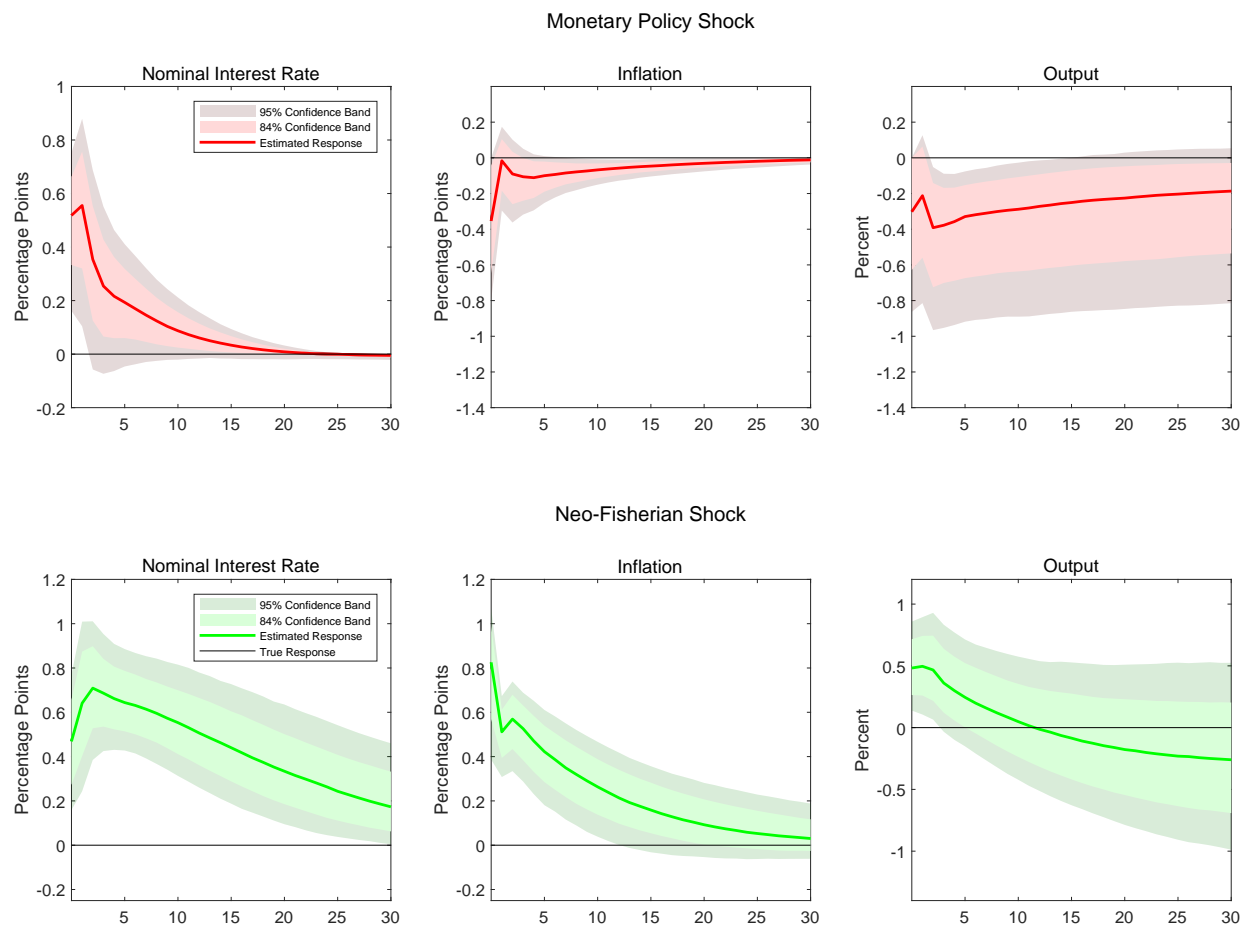 Monetary Policy Shock
Nominal Interest Rate
Inflation
Output
95% Confidence Band
84% Confidence Band
Estimated Response
Percentage Points
1
0.8
0.6
0.4
0.2
0
-0.2
5 10 15 20 25 30
Percentage Points
0.2
0
-0.2
-0.4
-0.6
-0.8
-1
-1.2
-1.4
5 10 15 20 25 30
Percent
0.2
0
-0.2
-0.4
-0.6
-0.8
-1
-1.2
-1.4
5 10 15 20 25 30
Neo-Fisherian Shock
Nominal Interest Rate
Inflation
Output
95% Confidence Band
84% Confidence Band
Estimated Response
True Response
Percentage Points
1.2
1
0.8
0.6
0.4
0.2
0
-0.2
5 10 15 20 25 30
Percentage Points
1.2
1
0.8
0.6
0.4
0.2
0
-0.2
5 10 15 20 25 30
Percent
1
0.5
0
-0.5
-1
5 10 15 20 25 30